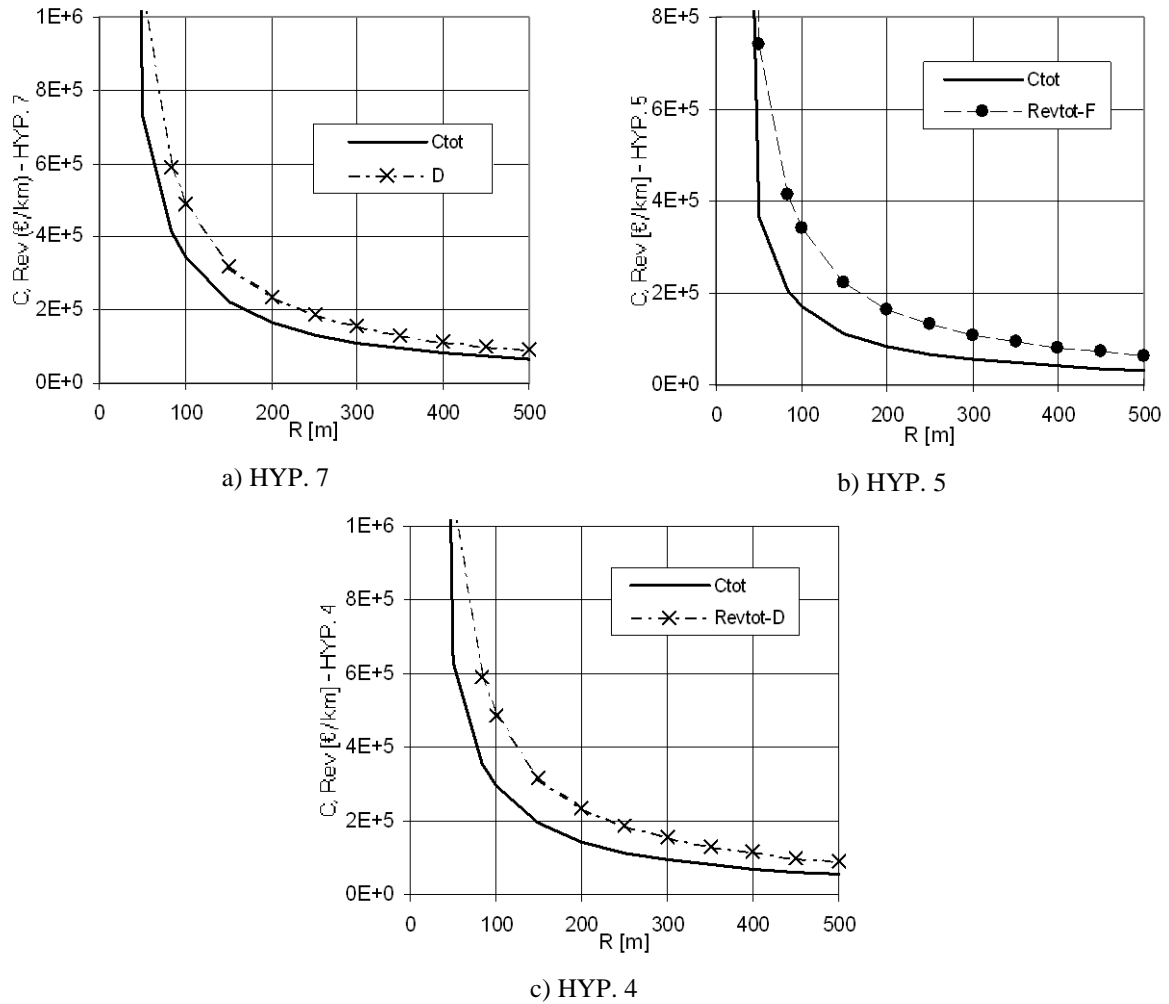 1E+6
8E+5
6E+5
4E+5
2E+5
0E+0
C, Rev (€/km) - HYP. 7
Ctot
D
0 100 200 300 400 500
R [m]
a) HYP. 7
8E+5
6E+5
4E+5
2E+5
0E+0
C, Rev [€/km] - HYP. 5
Ctot
Revtot-F
0 100 200 300 400 500
R [m]
b) HYP. 5
1E+6
8E+5
6E+5
4E+5
2E+5
0E+0
C, Rev [€/km] - HYP. 4
Ctot
Revtot-D
0 100 200 300 400 500
R [m]
c) HYP. 4